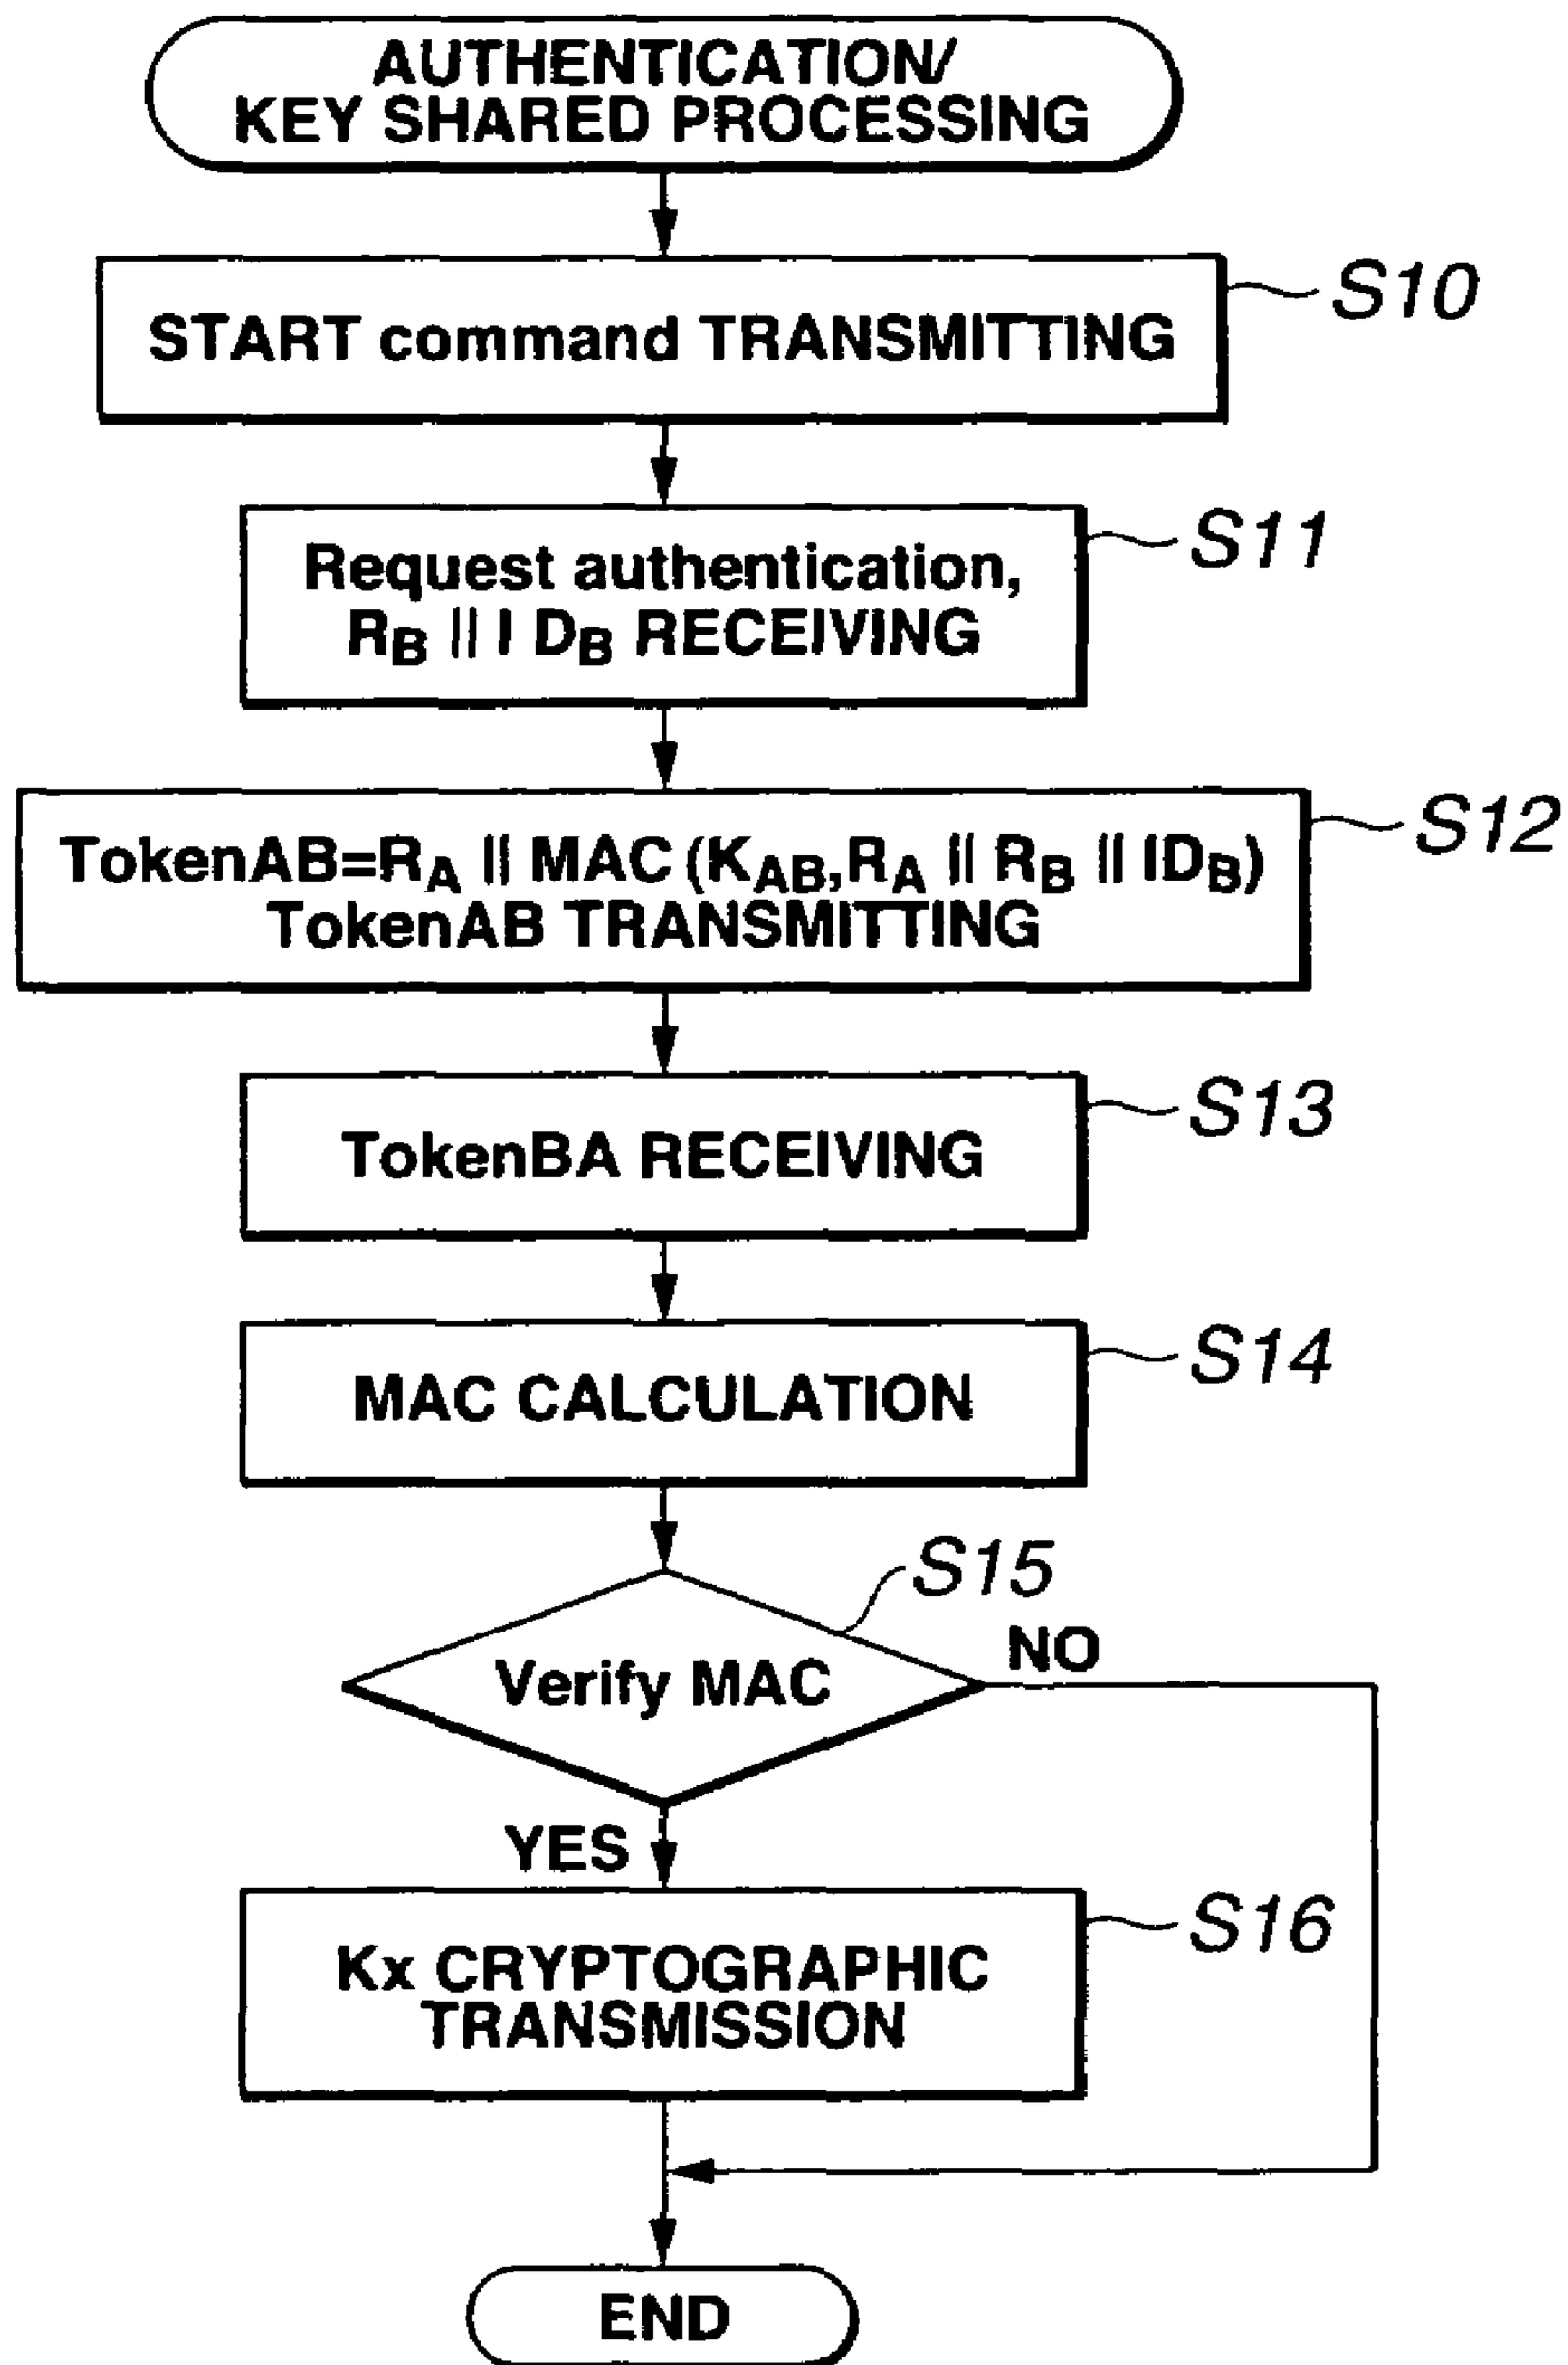 AUTHENTICATION/
KEY SHARED PROCESSING
START command TRANSMITTING
S10
Request authentication,
RB || I DB RECEIVING
S11
TokenAB=RA || MAC (KAB,RA || RB || IDB)
TokenAB TRANSMITTING
S12
TokenBA RECEIVING
S13
MAC CALCULATION
S14
S15
Verify MAC
NO
YES
Kx CRYPTOGRAPHIC
TRANSMISSION
S16
END